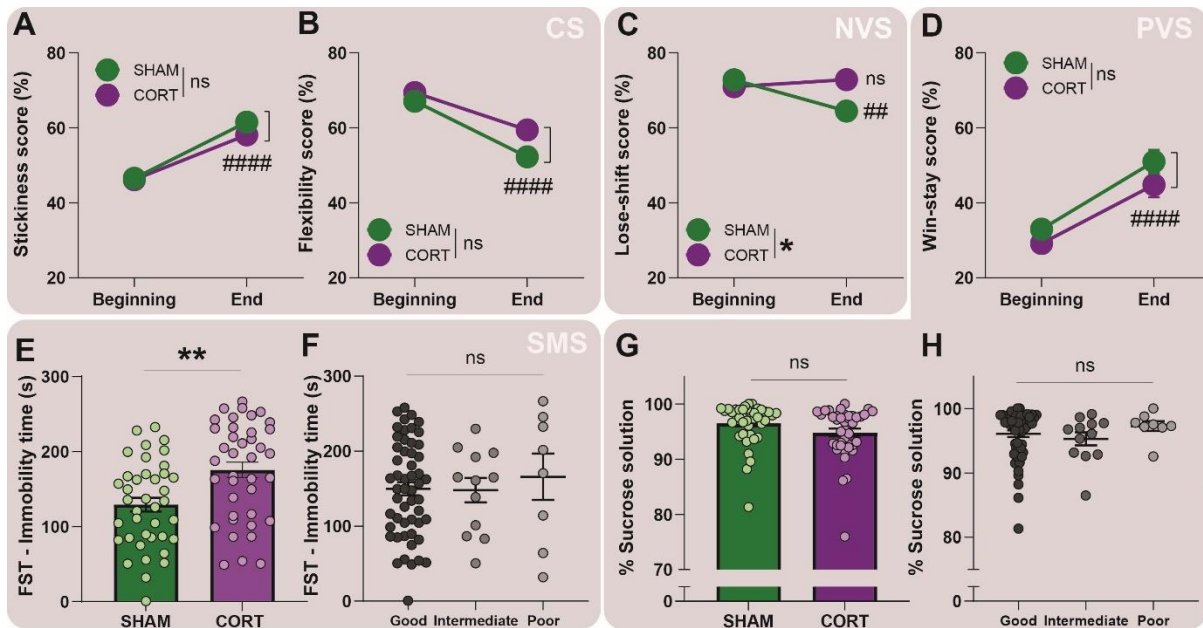 A
Stickiness score (%)
80
60
40
20
SHAM
CORT
ns
####
Beginning
End
B
CS
Flexibility score (%)
80
60
40
20
####
SHAM
CORT
ns
Beginning
End
C
NVS
Lose-shift score (%)
80
60
40
20
ns
##
SHAM
CORT
*
Beginning
End
D
PVS
Win-stay score (%)
80
60
40
20
SHAM
CORT
ns
####
Beginning
End
E
FST - Immobility time (s)
300
200
100
0
**
SHAM
CORT
F
SMS
FST - Immobility time (s)
300
200
100
0
ns
Good
Intermediate
Poor
G
% Sucrose solution
100
90
80
70
0
ns
SHAM
CORT
H
% Sucrose solution
100
90
80
0
ns
Good
Intermediate
Poor